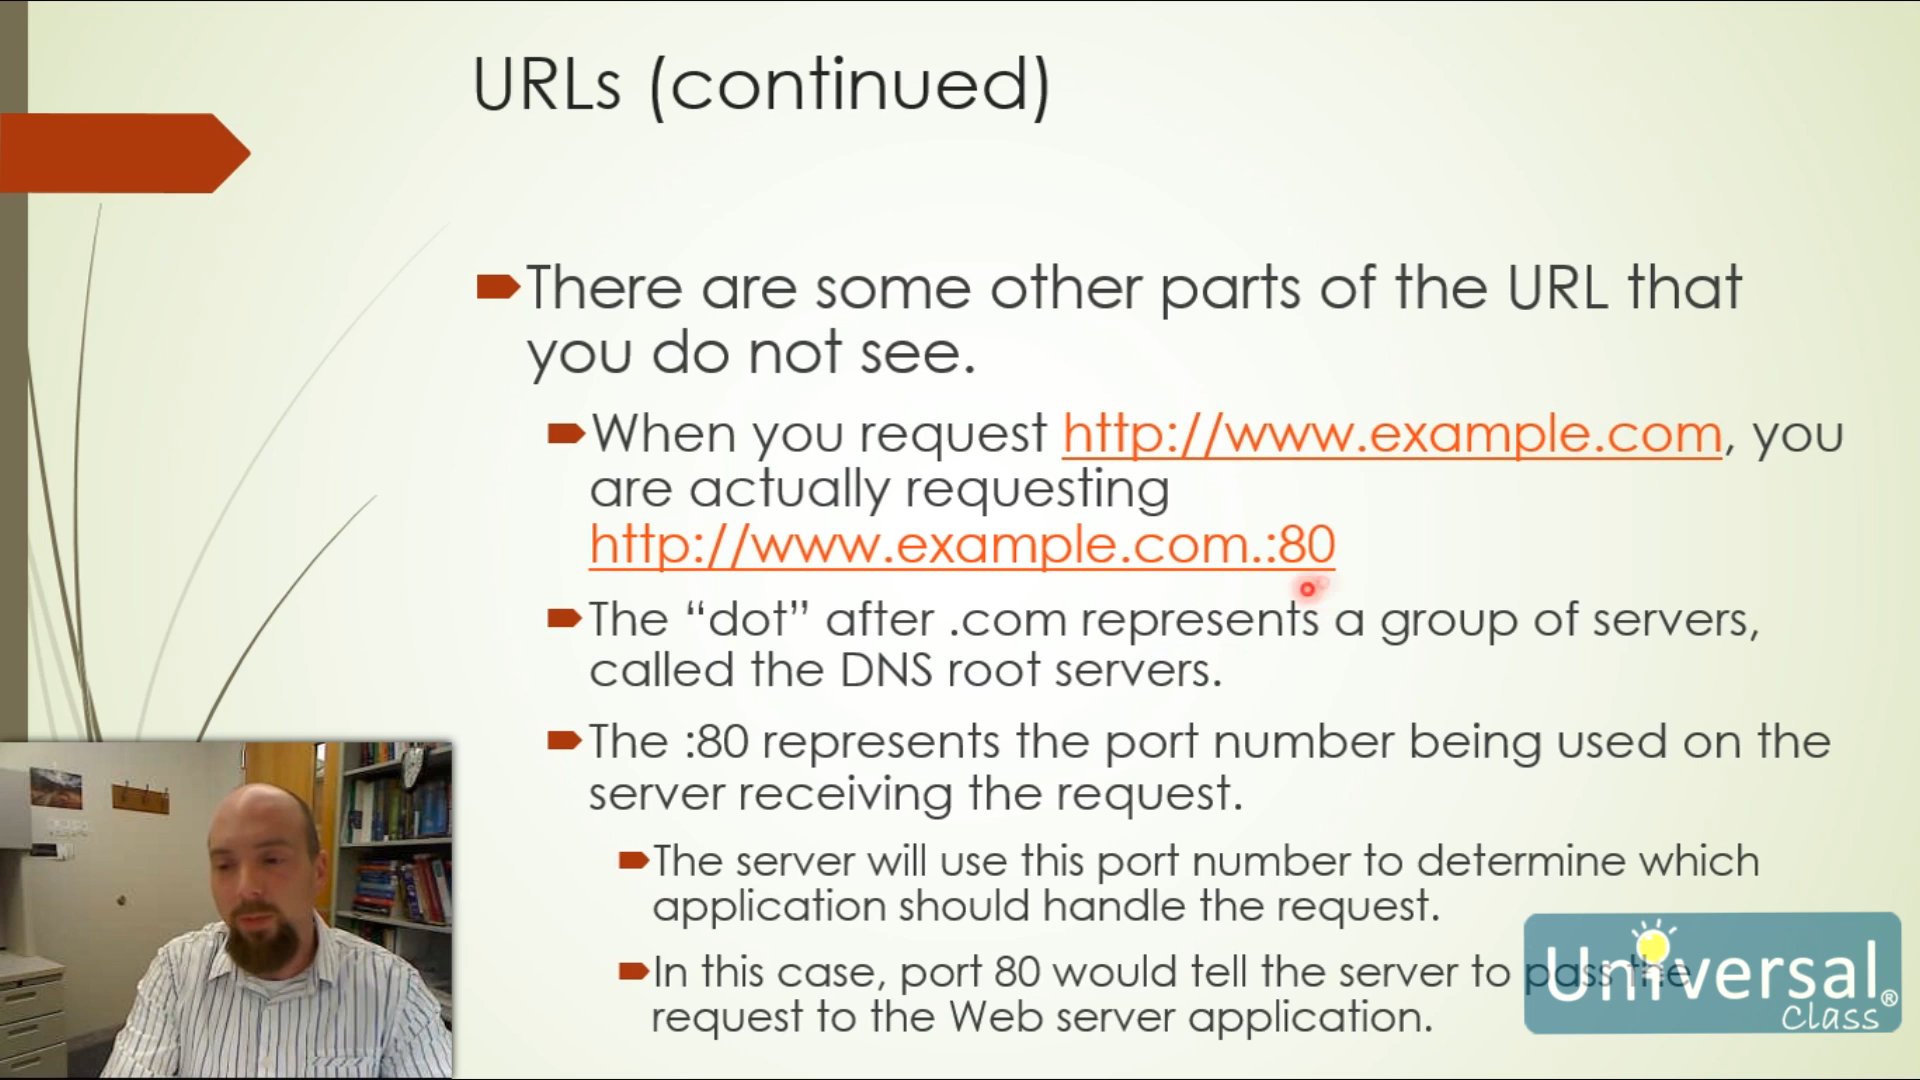 URLs (continued)
There are some other parts of the URL that
you do not see.
When you request http://www.example.com, you
are actually requesting
http://www.example.com.:80
The “dot” after .com represents a group of servers,
called the DNS root servers.
The :80 represents the port number being used on the
server receiving the request.
The server will use this port number to determine which
application should handle the request.
In this case, port 80 would tell the server to pass the
request to the Web server application.
Universal®
Class